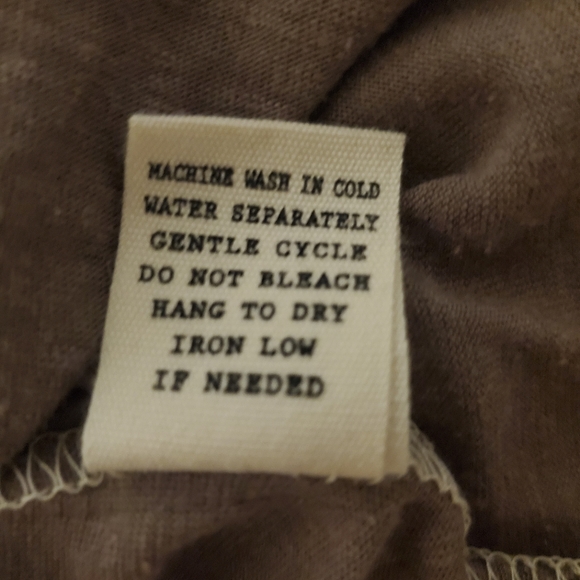 MACHINE WASH IN COLD
WATER SEPARATELY
GENTLE CYCLE
DO NOT BLEACH
HANG TO DRY
IRON LOW
IF NEEDED